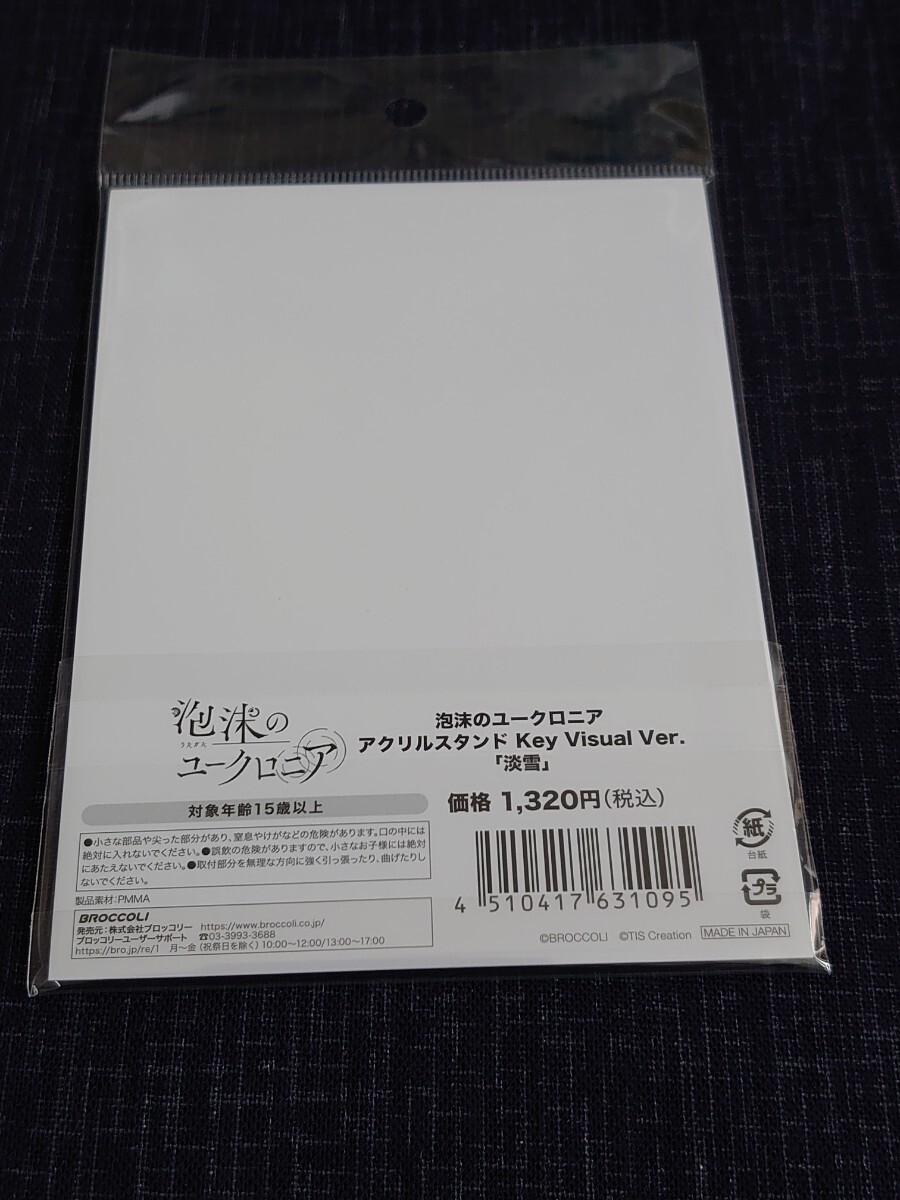 泡沫の
うたかた
ユークロニア
対象年齢15歳以上
●小さな部品や尖った部分があり、窒息やけがなどの危険があります。口の中には
絶対に入れないでください。●誤飲の危険がありますので、小さなお子様には絶対
にあたえないでください。●取付部分を無理な方向に強く引っ張ったり、曲げたりし
ないでください。
製品素材:PMMA
BROCCOLI
発売元:株式会社ブロッコリー https://www.broccoli.co.jp/
ブロッコリーユーザーサポート ☎03-3993-3688
https://bro.jp/re/1 月〜金 (祝祭日を除く) 10:00〜12:00/13:00〜17:00
泡沫のユークロニア
アクリルスタンド Key Visual Ver.
「淡雪」
価格 1,320円(税込)
4 510417 631095
紙
台紙
プラ
袋
©BROCCOLI ©TIS Creation MADE IN JAPAN